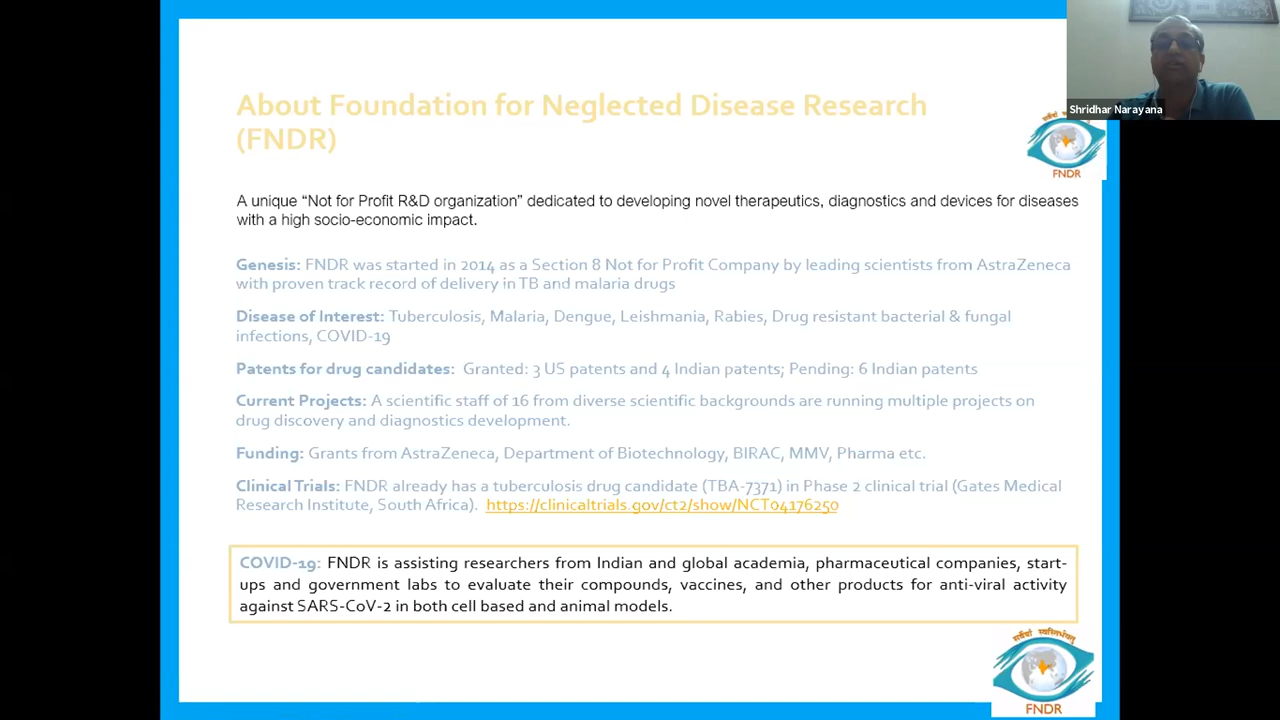 About Foundation for Neglected Disease Research
(FNDR)
Shridhar Narayana
FNDR
A unique “Not for Profit R&D organization” dedicated to developing novel therapeutics, diagnostics and devices for diseases
with a high socio-economic impact.
Genesis: FNDR was started in 2014 as a Section 8 Not for Profit Company by leading scientists from AstraZeneca
with proven track record of delivery in TB and malaria drugs
Disease of Interest: Tuberculosis, Malaria, Dengue, Leishmania, Rabies, Drug resistant bacterial & fungal
infections, COVID-19
Patents for drug candidates: Granted: 3 US patents and 4 Indian patents; Pending: 6 Indian patents
Current Projects: A scientific staff of 16 from diverse scientific backgrounds are running multiple projects on
drug discovery and diagnostics development.
Funding: Grants from AstraZeneca, Department of Biotechnology, BIRAC, MMV, Pharma etc.
Clinical Trials: FNDR already has a tuberculosis drug candidate (TBA-7371) in Phase 2 clinical trial (Gates Medical
Research Institute, South Africa). https://clinicaltrials.gov/ct2/show/NCT04176250
COVID-19: FNDR is assisting researchers from Indian and global academia, pharmaceutical companies, start-
ups and government labs to evaluate their compounds, vaccines, and other products for anti-viral activity
against SARS-CoV-2 in both cell based and animal models.
सर्वेषां स्वस्तिर्भवतु
FNDR